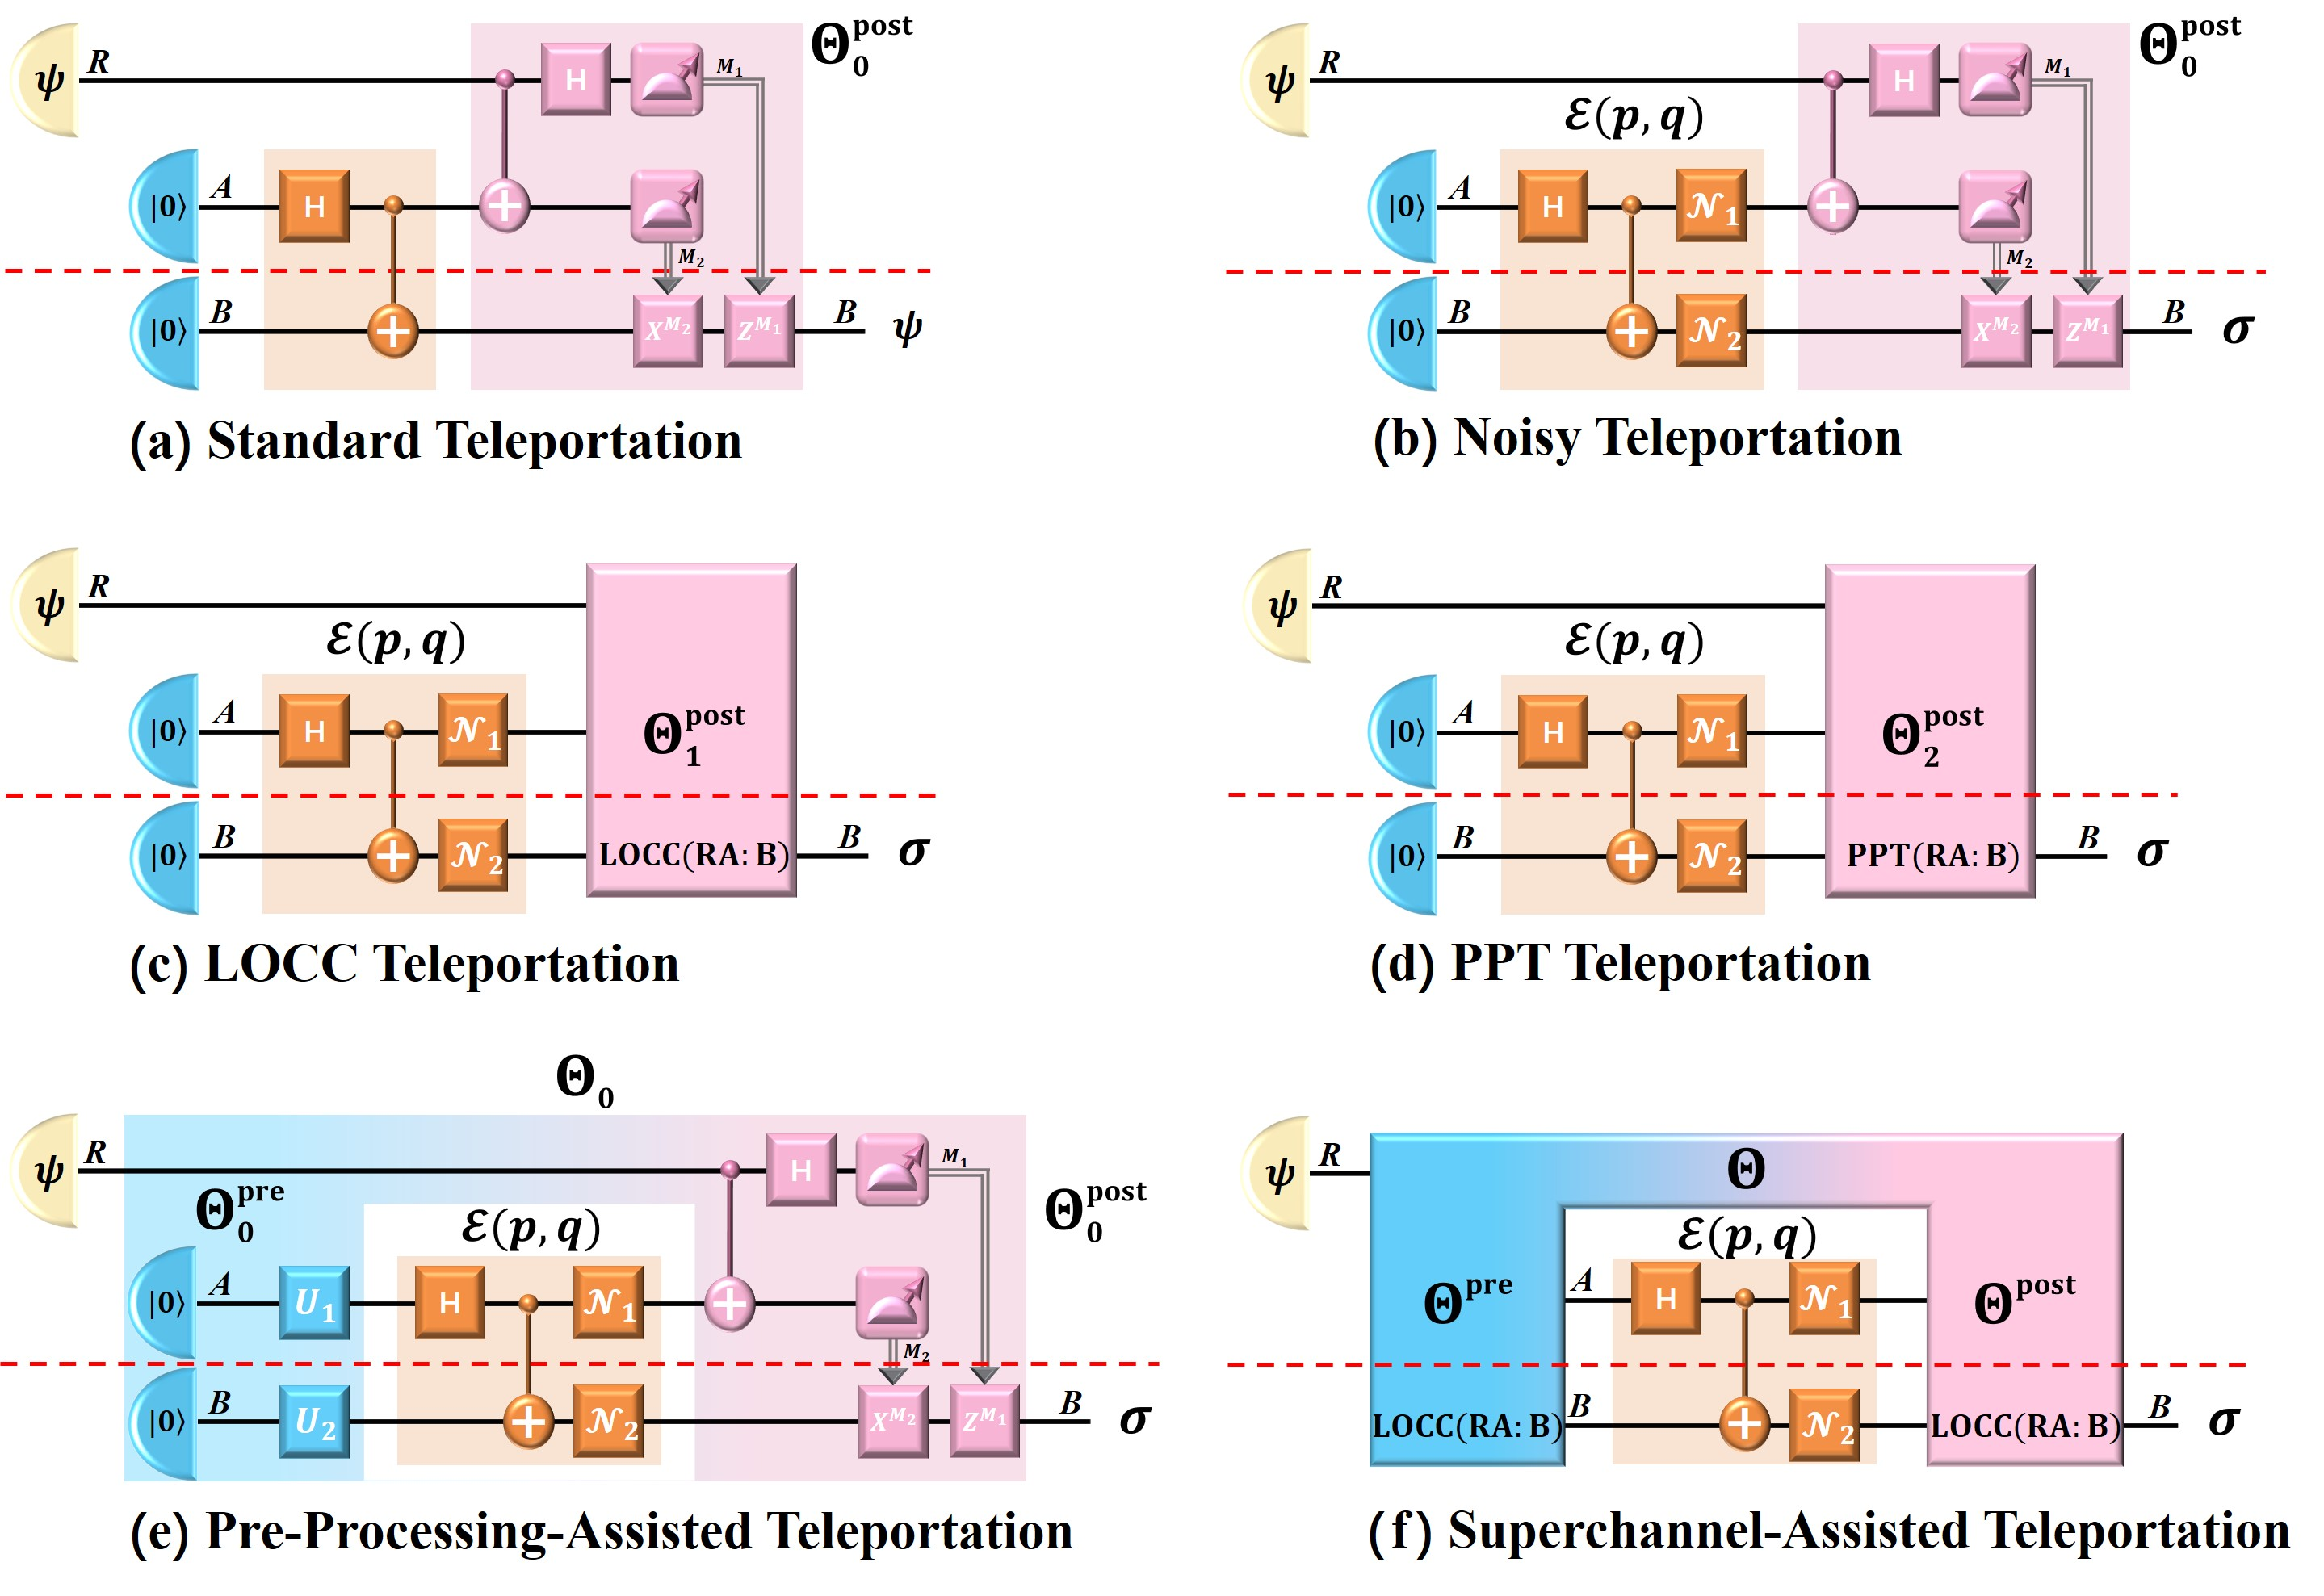 ψ R H M₁ Θ₀^post
|0⟩ A H M₂
|0⟩ B X^M₂ Z^M₁ B ψ
(a) Standard Teleportation
ψ R H M₁ Θ₀^post
ℰ(p, q)
|0⟩ A H 𝒩₁ M₂
|0⟩ B 𝒩₂ X^M₂ Z^M₁ B σ
(b) Noisy Teleportation
ψ R
ℰ(p, q)
|0⟩ A H 𝒩₁ Θ₁^post
|0⟩ B 𝒩₂ LOCC(RA: B) B σ
(c) LOCC Teleportation
ψ R
ℰ(p, q)
|0⟩ A H 𝒩₁ Θ₂^post
|0⟩ B 𝒩₂ PPT(RA: B) B σ
(d) PPT Teleportation
Θ₀
ψ R H M₁
Θ₀^pre ℰ(p, q) Θ₀^post
|0⟩ A U₁ H 𝒩₁ M₂
|0⟩ B U₂ 𝒩₂ X^M₂ Z^M₁ B σ
(e) Pre-Processing-Assisted Teleportation
ψ R Θ
ℰ(p, q)
Θ^pre A H 𝒩₁ Θ^post
LOCC(RA: B) B 𝒩₂ LOCC(RA: B) B σ
(f) Superchannel-Assisted Teleportation